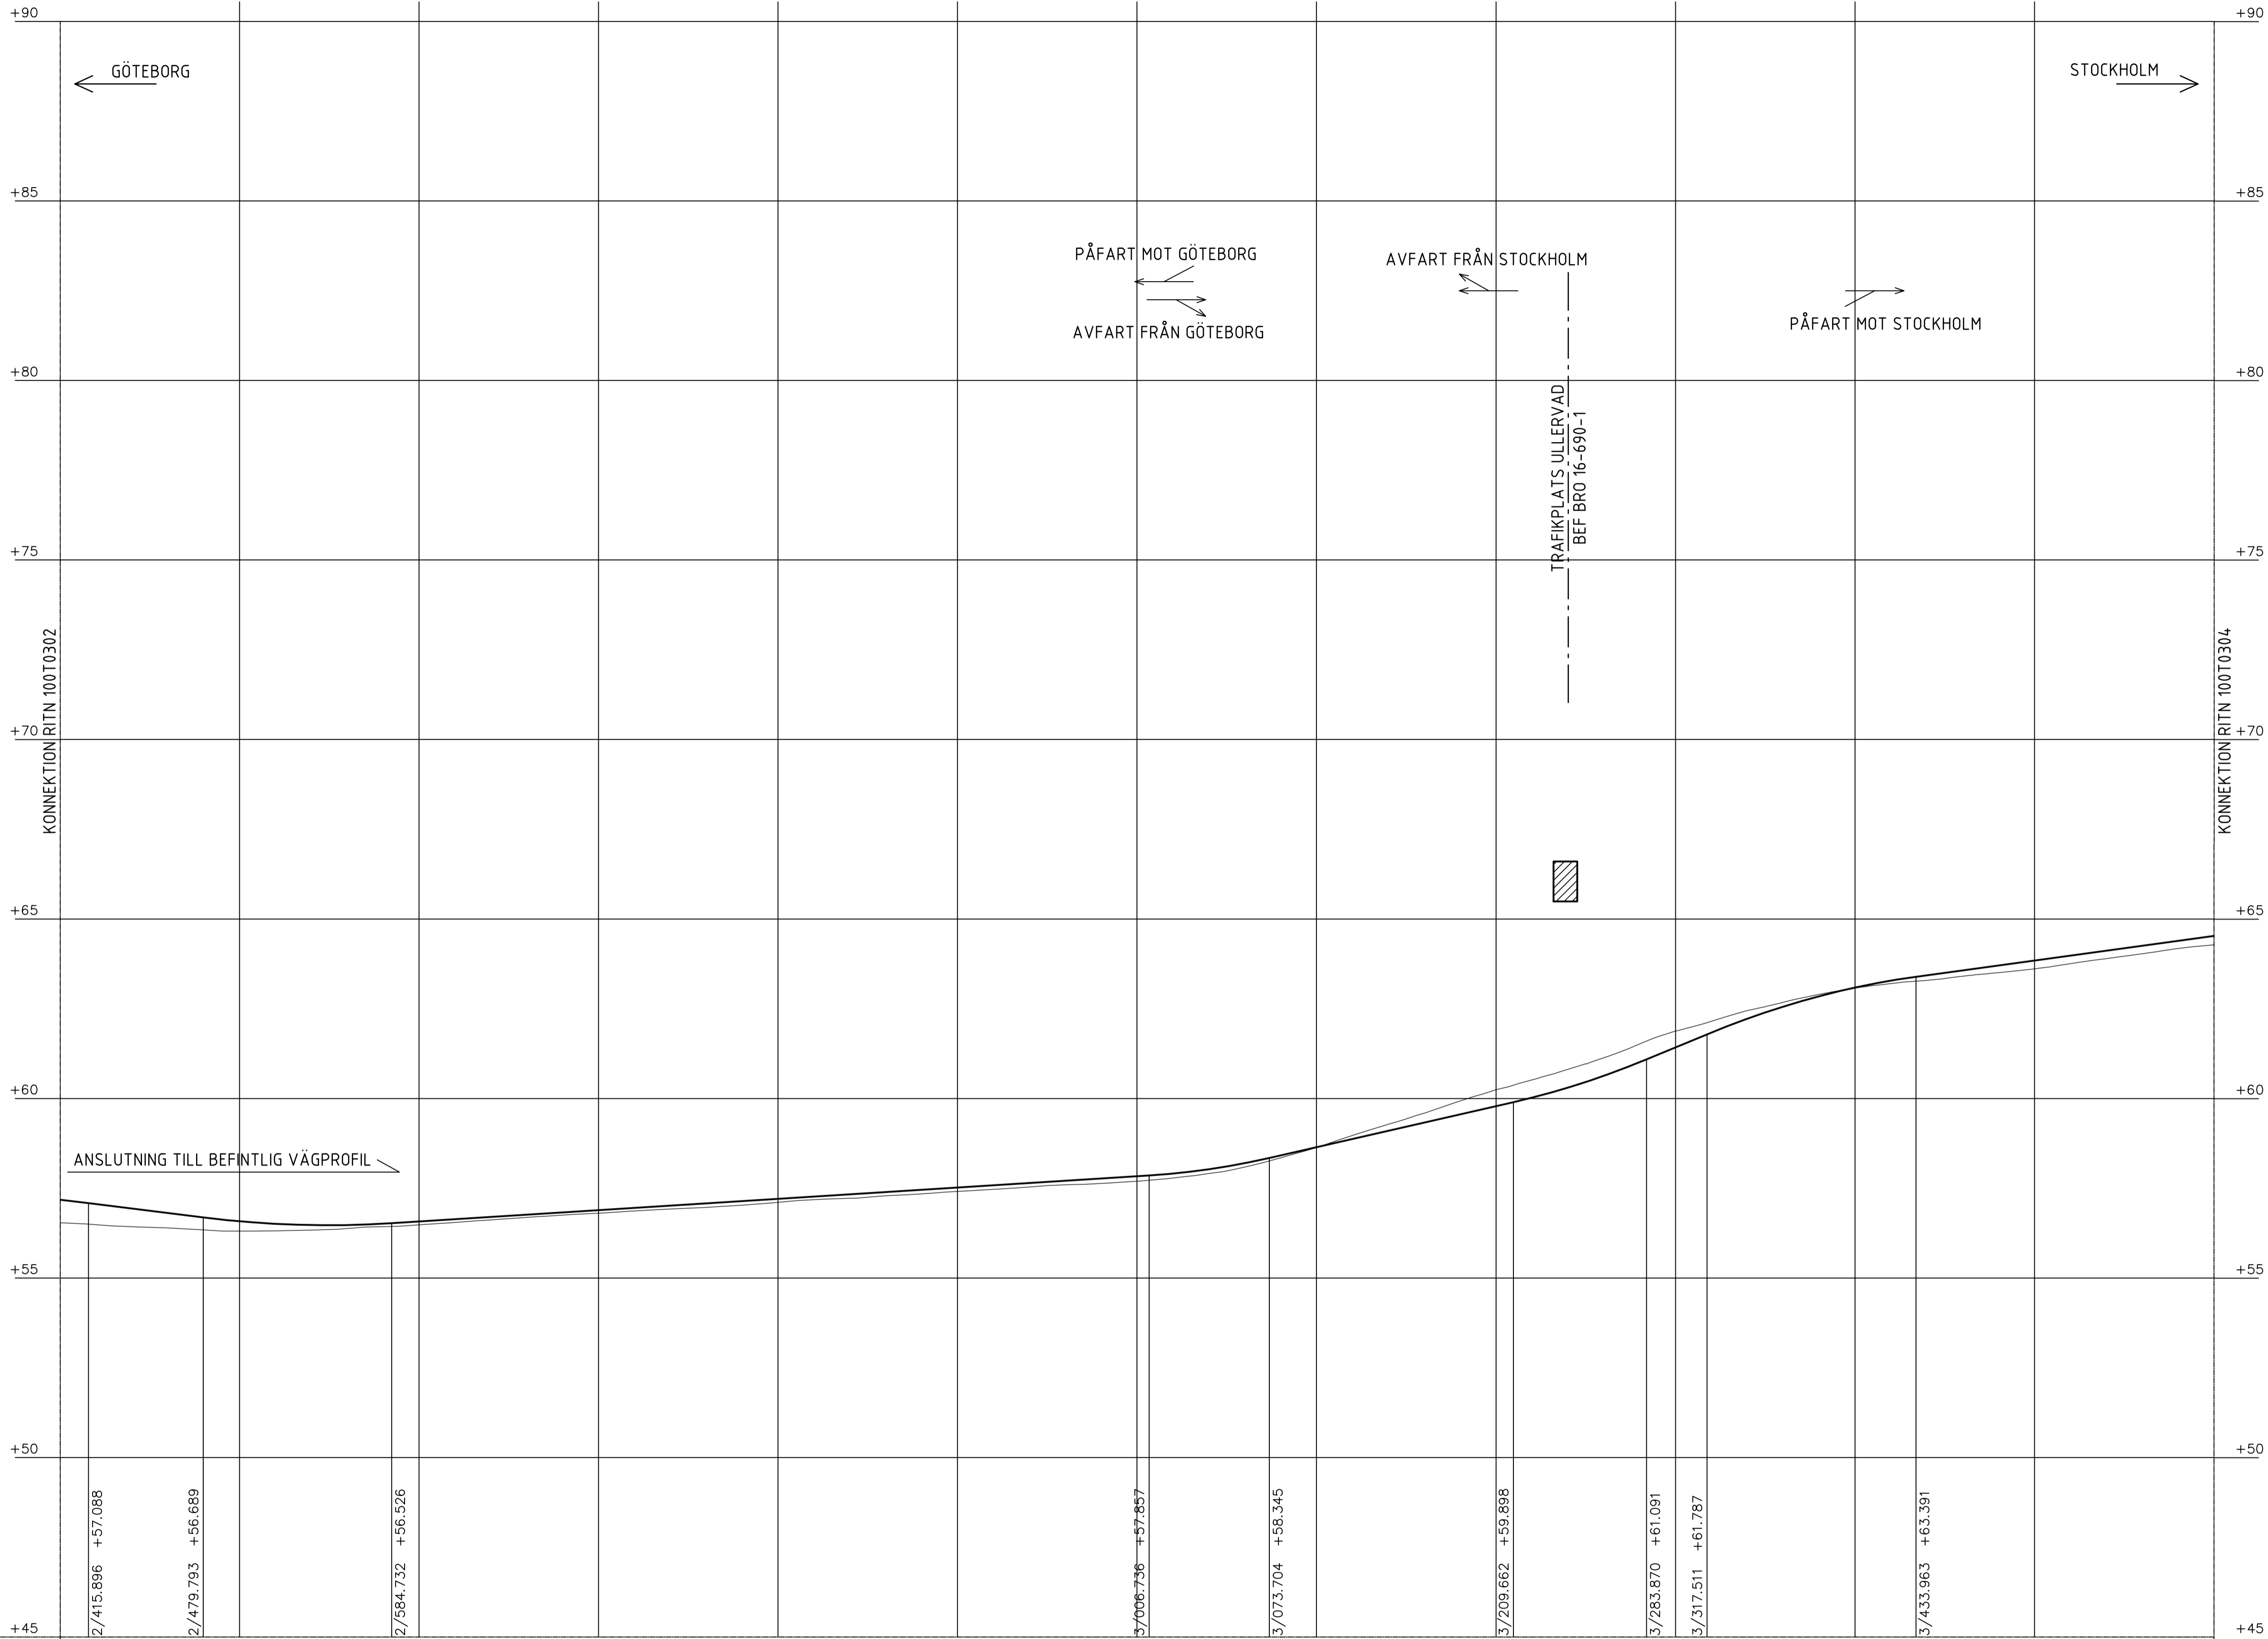 +90
+90
GÖTEBORG
STOCKHOLM
+85
+85
PÅFART MOT GÖTEBORG
AVFART FRÅN STOCKHOLM
AVFART FRÅN GÖTEBORG
PÅFART MOT STOCKHOLM
+80
+80
TRAFIKPLATS ULLERVAD
BEF BRO 16-690-1
+75
+75
KONNEKTION RITN 100T0302
KONNEKTION RITN 100T0304
+70
+70
+65
+65
+60
+60
ANSLUTNING TILL BEFINTLIG VÄGPROFIL
+55
+55
+50
+50
2/415.896 +57.088
2/479.793 +56.689
2/584.732 +56.526
3/006.736 +57.857
3/073.704 +58.345
3/209.662 +59.898
3/283.870 +61.091
3/317.511 +61.787
3/433.963 +63.391
+45
+45